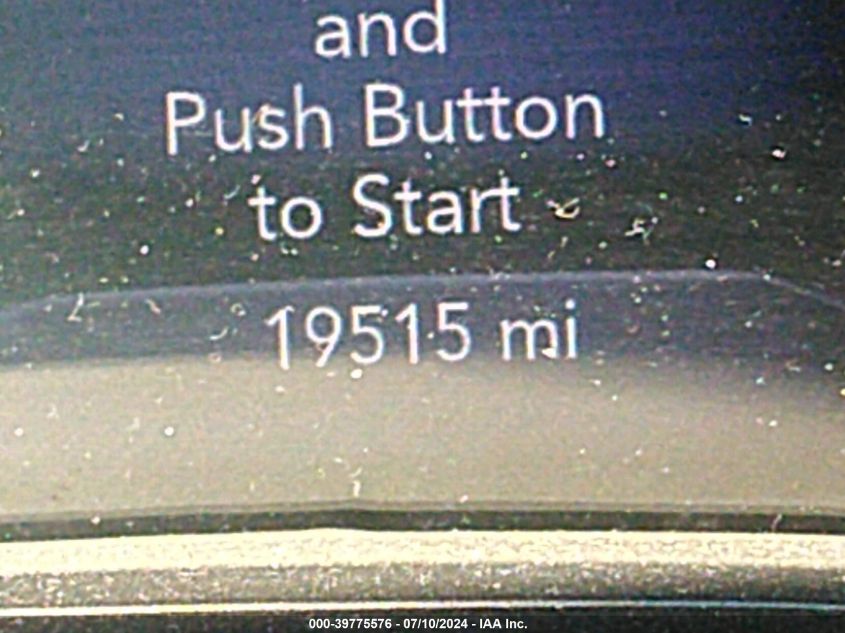 and
Push Button
to Start
19515 mi
000-39775576 - 07/10/2024 - IAA Inc.